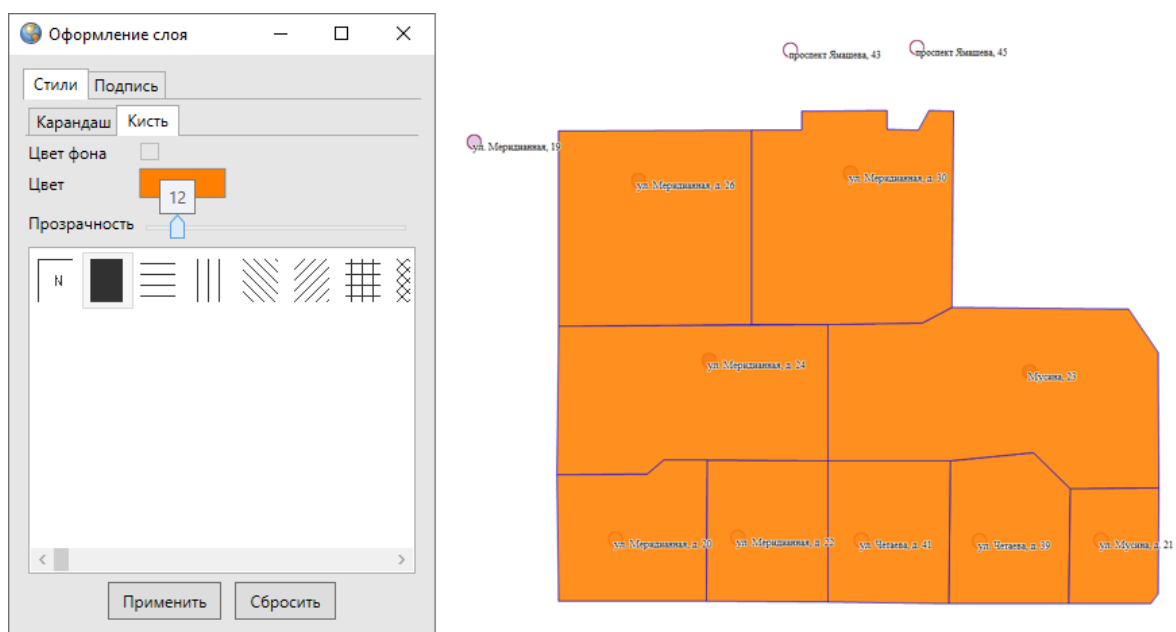 Оформление слоя
Стили Подпись
Карандаш Кисть
Цвет фона
Цвет
12
Прозрачность
N
Применить Сбросить
проспект Ямашева, 43
проспект Ямашева, 45
ул. Меридианная, 19
ул. Меридианная, д. 26
ул. Меридианная, д. 30
ул. Меридианная, д. 24
Мусина, 23
ул. Меридианная, д. 20
ул. Меридианная, д. 22
ул. Четаева, д. 41
ул. Четаева, д. 39
ул. Мусина, д. 21